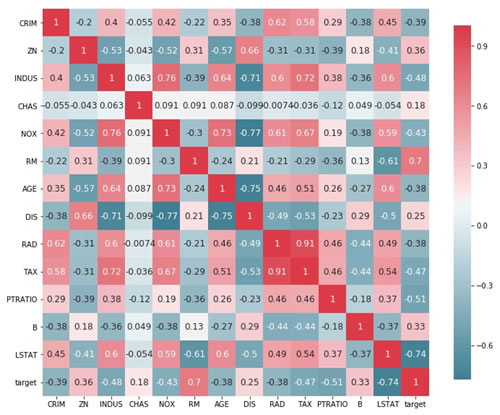 CRIM 1 -0.2 0.4 -0.055 0.42 -0.22 0.35 -0.38 0.62 0.58 0.29 -0.38 0.45 -0.39
ZN -0.2 1 -0.53 -0.043 -0.52 0.31 -0.57 0.66 -0.31 -0.31 -0.39 0.18 -0.41 0.36
INDUS 0.4 -0.53 1 0.063 0.76 -0.39 0.64 -0.71 0.6 0.72 0.38 -0.36 0.6 -0.48
CHAS -0.055 -0.043 0.063 1 0.091 0.091 0.087 -0.099 0.0074 0.036 -0.12 0.049 -0.054 0.18
NOX 0.42 -0.52 0.76 0.091 1 -0.3 0.73 -0.77 0.61 0.67 0.19 -0.38 0.59 -0.43
RM -0.22 0.31 -0.39 0.091 -0.3 1 -0.24 0.21 -0.21 -0.29 -0.36 0.13 -0.61 0.7
AGE 0.35 -0.57 0.64 0.087 0.73 -0.24 1 -0.75 0.46 0.51 0.26 -0.27 0.6 -0.38
DIS -0.38 0.66 -0.71 -0.099 -0.77 0.21 -0.75 1 -0.49 -0.53 -0.23 0.29 -0.5 0.25
RAD 0.62 -0.31 0.6 -0.0074 0.61 -0.21 0.46 -0.49 1 0.91 0.46 -0.44 0.49 -0.38
TAX 0.58 -0.31 0.72 -0.036 0.67 -0.29 0.51 -0.53 0.91 1 0.46 -0.44 0.54 -0.47
PTRATIO 0.29 -0.39 0.38 -0.12 0.19 -0.36 0.26 -0.23 0.46 0.46 1 -0.18 0.37 -0.51
B -0.38 0.18 -0.36 0.049 -0.38 0.13 -0.27 0.29 -0.44 -0.44 -0.18 1 -0.37 0.33
LSTAT 0.45 -0.41 0.6 -0.054 0.59 -0.61 0.6 -0.5 0.49 0.54 0.37 -0.37 1 -0.74
target -0.39 0.36 -0.48 0.18 -0.43 0.7 -0.38 0.25 -0.38 -0.47 -0.51 0.33 -0.74 1
CRIM ZN INDUS CHAS NOX RM AGE DIS RAD TAX PTRATIO B LSTAT target
0.9
0.6
0.3
0.0
-0.3
-0.6